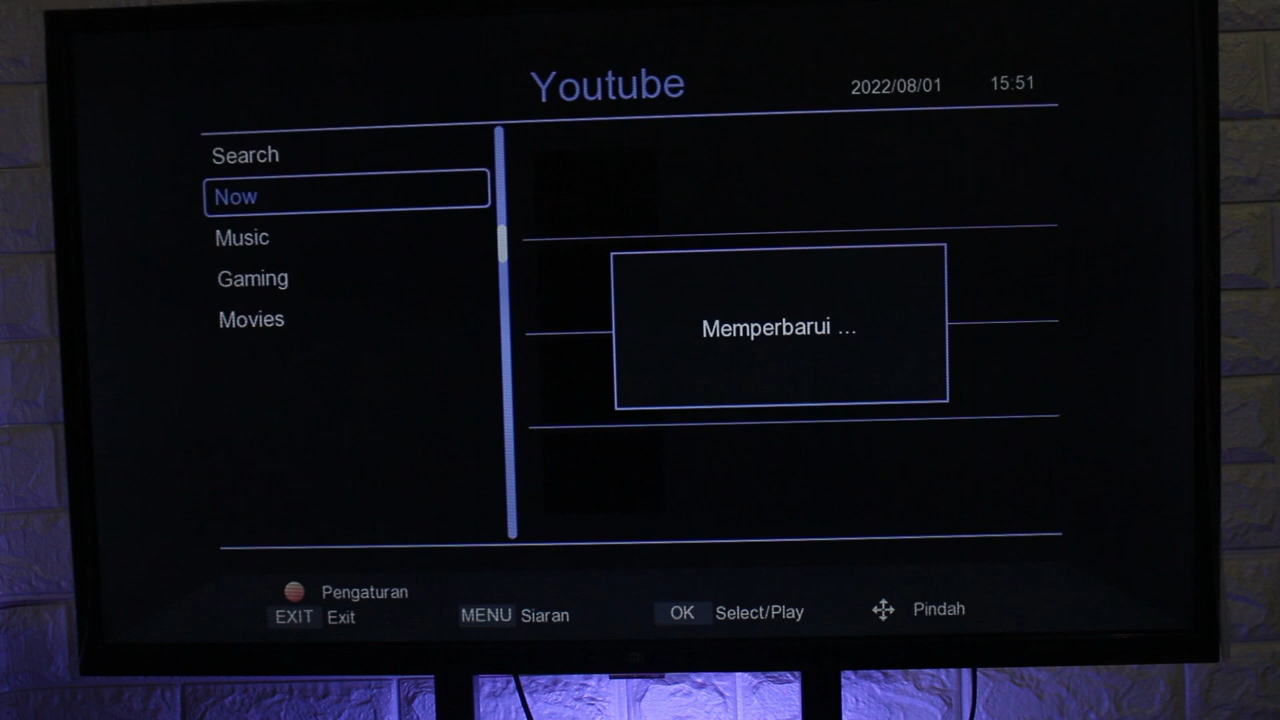 Youtube
2022/08/01 15:51
Search
Now
Music
Gaming
Movies
Memperbarui ...
Pengaturan
EXIT Exit
MENU Siaran
OK Select/Play
Pindah